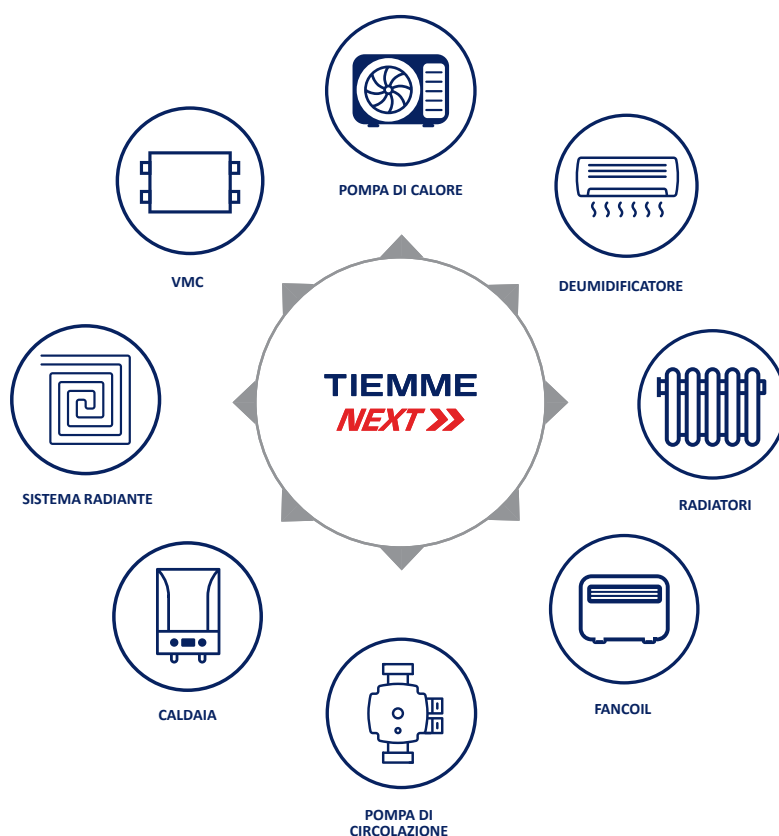 POMPA DI CALORE
DEUMIDIFICATORE
VMC
TIEMME
NEXT
SISTEMA RADIANTE
RADIATORI
CALDAIA
FANCOIL
POMPA DI
CIRCOLAZIONE